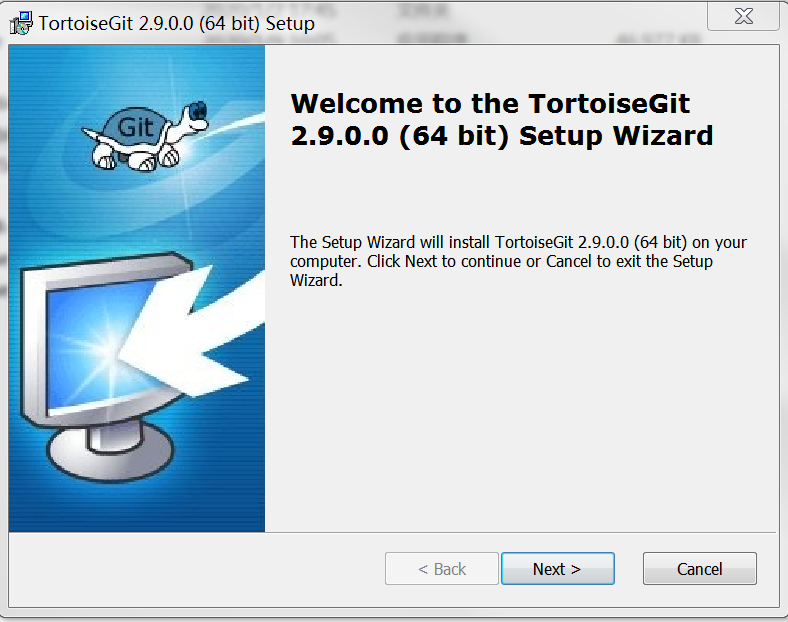 TortoiseGit 2.9.0.0 (64 bit) Setup
Git
Welcome to the TortoiseGit
2.9.0.0 (64 bit) Setup Wizard
The Setup Wizard will install TortoiseGit 2.9.0.0 (64 bit) on your
computer. Click Next to continue or Cancel to exit the Setup
Wizard.
< Back
Next >
Cancel